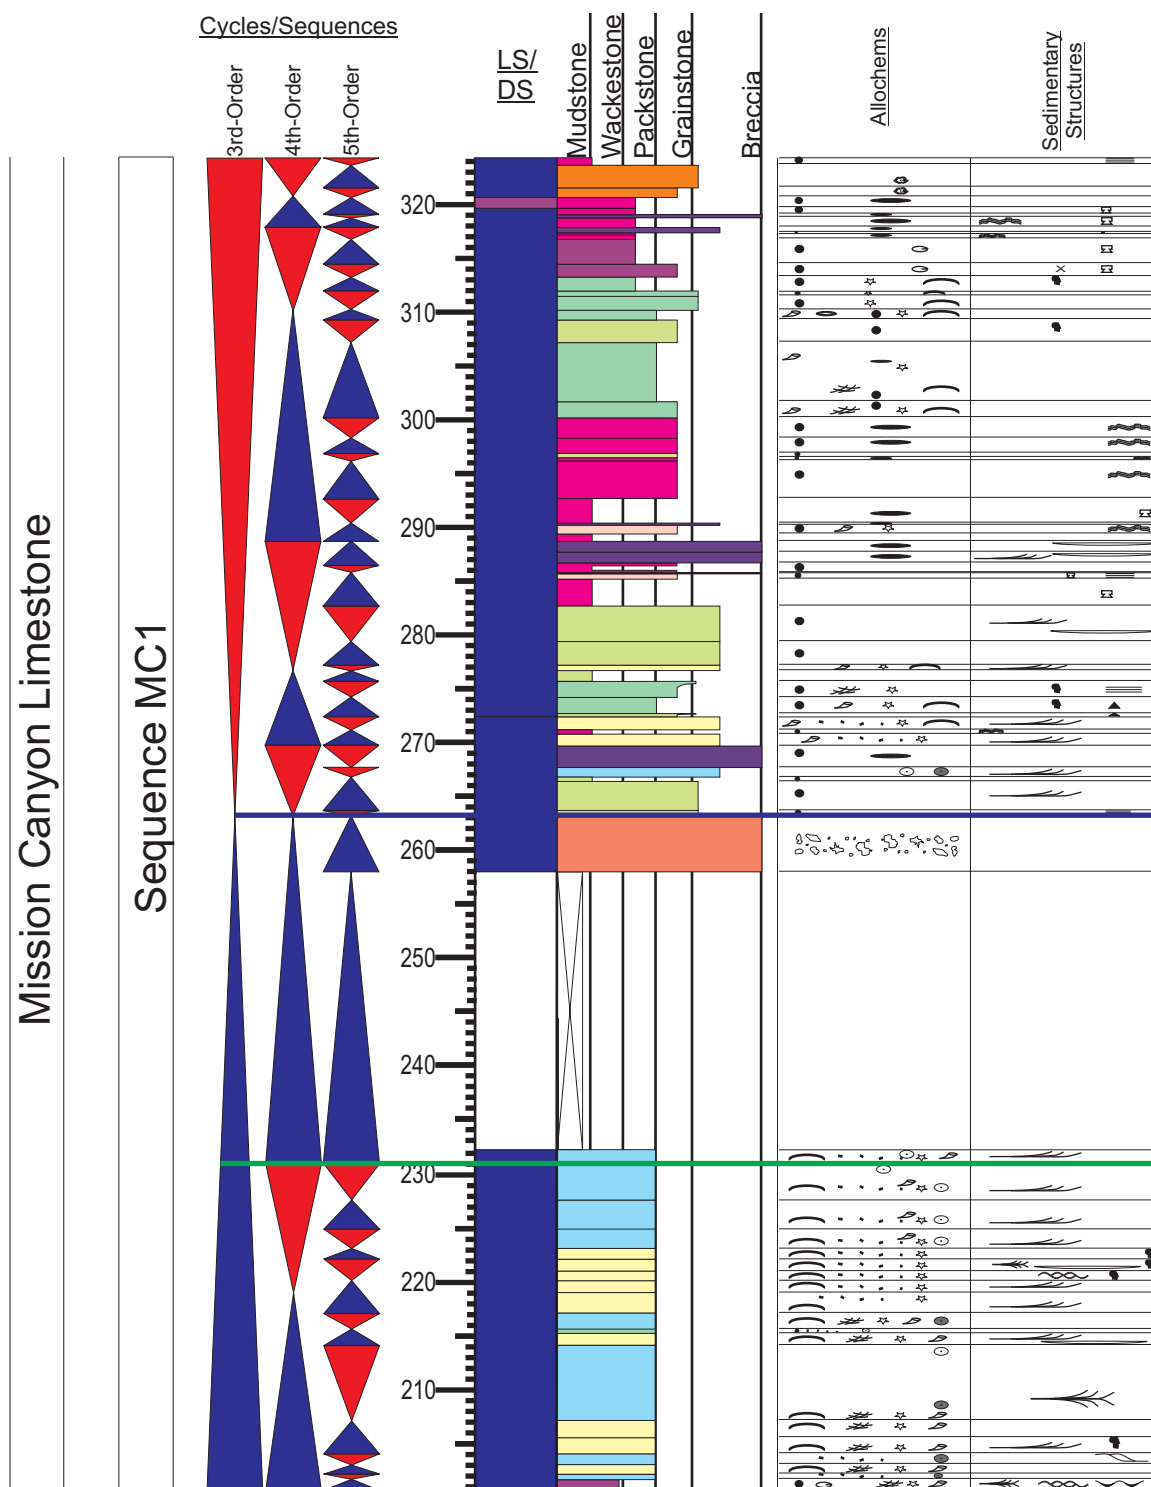 Cycles/Sequences
3rd-Order
4th-Order
5th-Order
LS/
DS
Mudstone
Wackestone
Packstone
Grainstone
Breccia
Allochems
Sedimentary
Structures
Mission Canyon Limestone
Sequence MC1
320
310
300
290
280
270
260
250
240
230
220
210